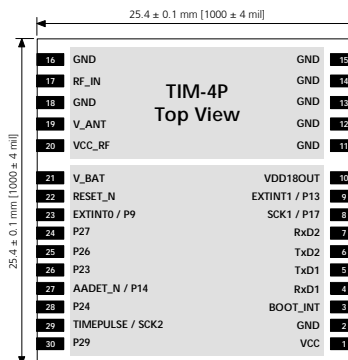 25.4 ± 0.1 mm [1000 ± 4 mil]
25.4 ± 0.1 mm [1000 ± 4 mil]
TIM-4P
Top View
16 GND GND 15
17 RF_IN GND 14
18 GND GND 13
19 V_ANT GND 12
20 VCC_RF GND 11
21 V_BAT VDD18OUT 10
22 RESET_N EXTINT1 / P13 9
23 EXTINT0 / P9 SCK1 / P17 8
24 P27 RxD2 7
25 P26 TxD2 6
26 P23 TxD1 5
27 AADET_N / P14 RxD1 4
28 P24 BOOT_INT 3
29 TIMEPULSE / SCK2 GND 2
30 P29 VCC 1